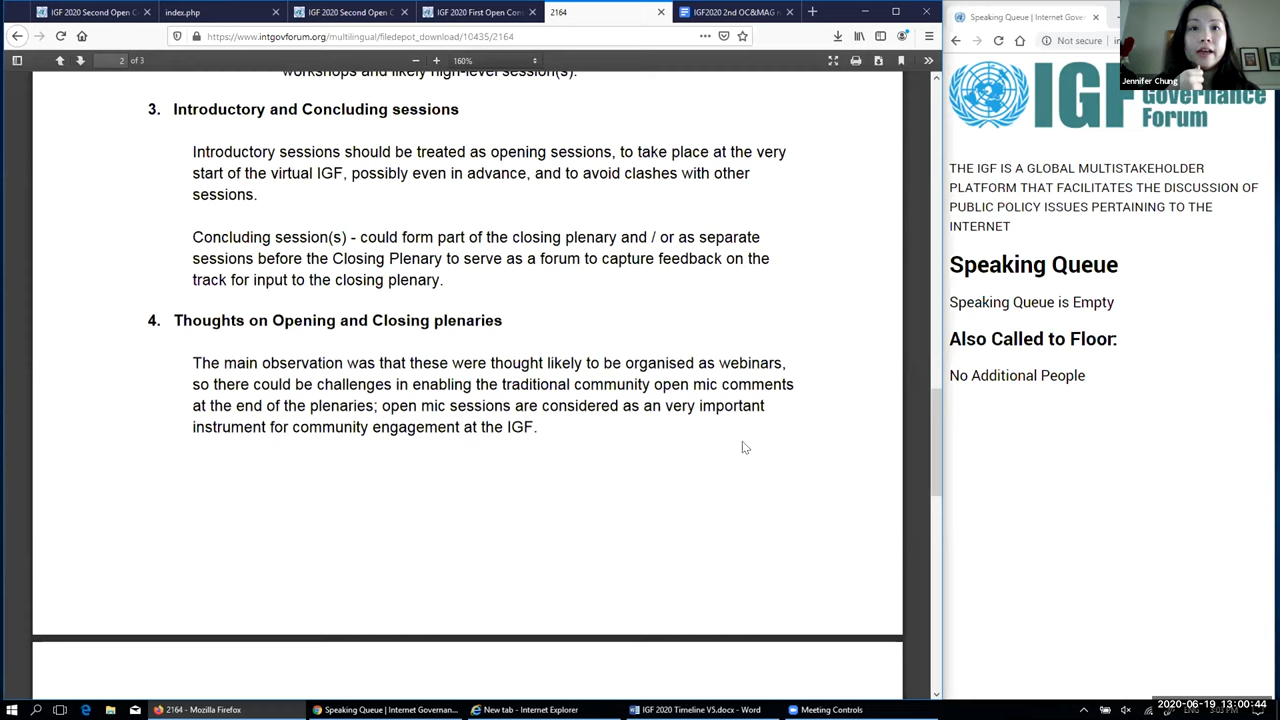 IGF 2020 Second Open C
index.php
IGF 2020 Second Open C
IGF 2020 First Open Con
2164
IGF2020 2nd OC&MAG
https://www.intgovforum.org/multilingual/filedepot_download/10435/2164
2 of 3
160%
workshops and likely high-level session(s).
3. Introductory and Concluding sessions
Introductory sessions should be treated as opening sessions, to take place at the very
start of the virtual IGF, possibly even in advance, and to avoid clashes with other
sessions.
Concluding session(s) - could form part of the closing plenary and / or as separate
sessions before the Closing Plenary to serve as a forum to capture feedback on the
track for input to the closing plenary.
4. Thoughts on Opening and Closing plenaries
The main observation was that these were thought likely to be organised as webinars,
so there could be challenges in enabling the traditional community open mic comments
at the end of the plenaries; open mic sessions are considered as an very important
instrument for community engagement at the IGF.
Speaking Queue | Internet Gover
Not secure
Jennifer Chung
IGF Governance
Forum
THE IGF IS A GLOBAL MULTISTAKEHOLDER
PLATFORM THAT FACILITATES THE DISCUSSION OF
PUBLIC POLICY ISSUES PERTAINING TO THE
INTERNET
Speaking Queue
Speaking Queue is Empty
Also Called to Floor:
No Additional People
2164 - Mozilla Firefox
Speaking Queue | Internet Governan...
New tab - Internet Explorer
IGF 2020 Timeline V5.docx - Word
Meeting Controls
2020-06-19 13:00:44